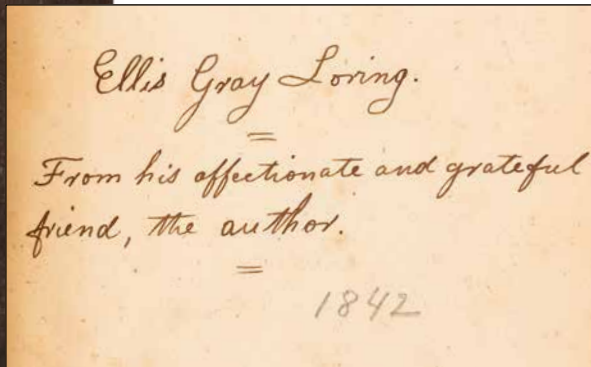 Ellis Gray Loring.
From his affectionate and grateful
friend, the author.
1842